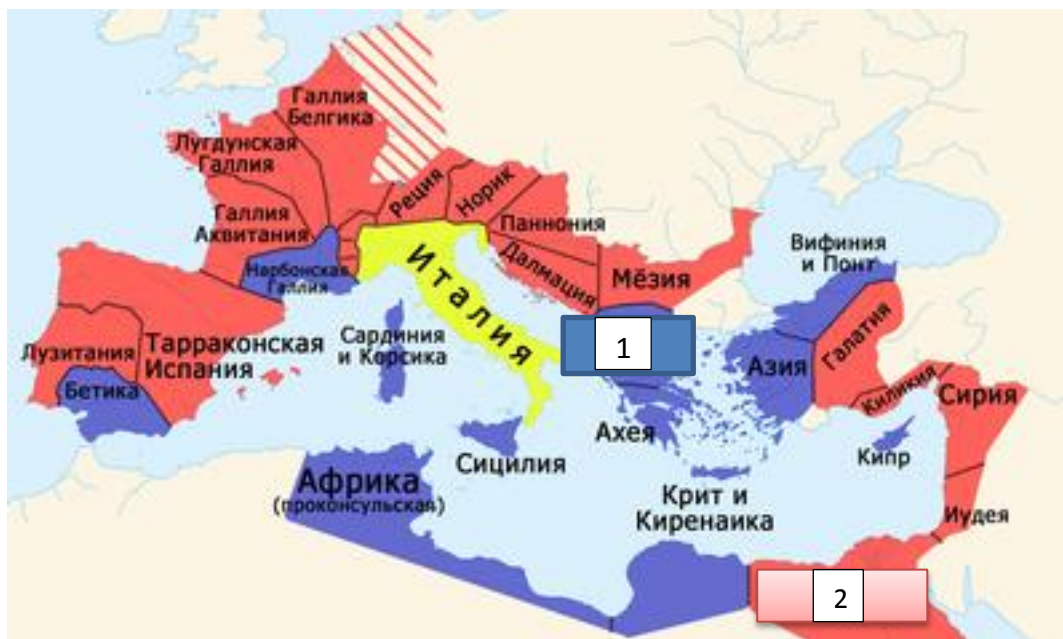 Галлия
Белгика
Лугдунская
Галлия
Галлия
Аквитания
Реция
Норик
Паннония
Далмация
Мёзия
Вифиния
и Понт
Нарбонская
Галлия
Италия
Сардиния
и Корсика
Тарраконская
Испания
Лузитания
Бетика
1
Азия
Галатия
Киликия
Сирия
Ахея
Кипр
Сицилия
Африка
(проконсульская)
Крит и
Киренаика
Иудея
2